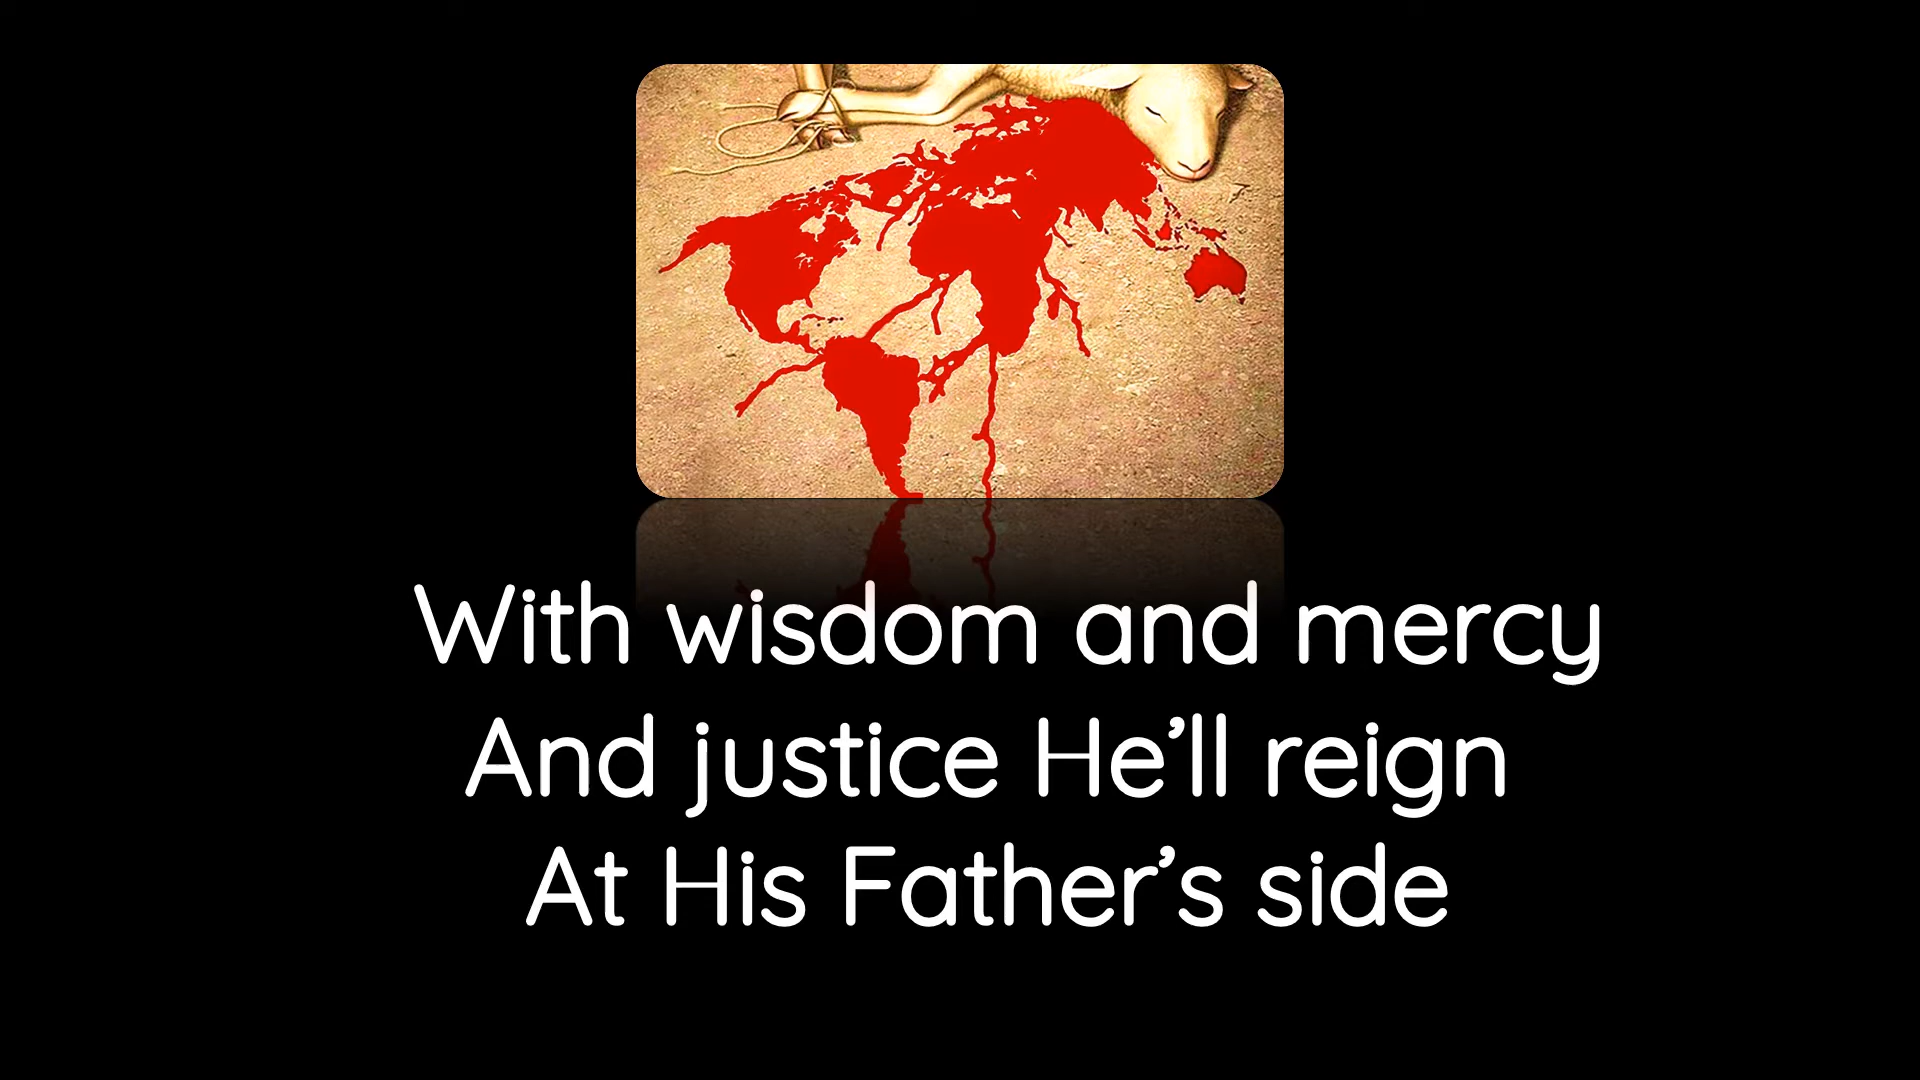 With wisdom and mercy
And justice He’ll reign
At His Father’s side